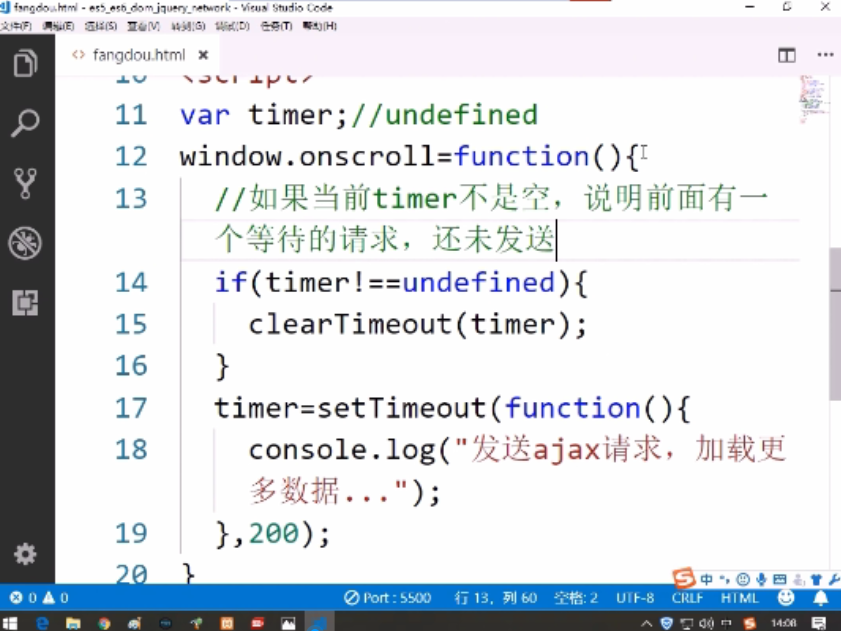 fangdou.html - es5_es6_dom_jquery_network - Visual Studio Code
文件(F) 编辑(E) 选择(S) 查看(V) 转到(G) 调试(D) 任务(T) 帮助(H)
<> fangdou.html ×
10 <script>
11 var timer;//undefined
12 window.onscroll=function(){
13 //如果当前timer不是空，说明前面有一
个等待的请求，还未发送
14 if(timer!==undefined){
15 clearTimeout(timer);
16 }
17 timer=setTimeout(function(){
18 console.log("发送ajax请求，加载更
多数据...");
19 },200);
20 }
中
0 0 Port : 5500 行 13，列 60 空格: 2 UTF-8 CRLF HTML
中 14:08